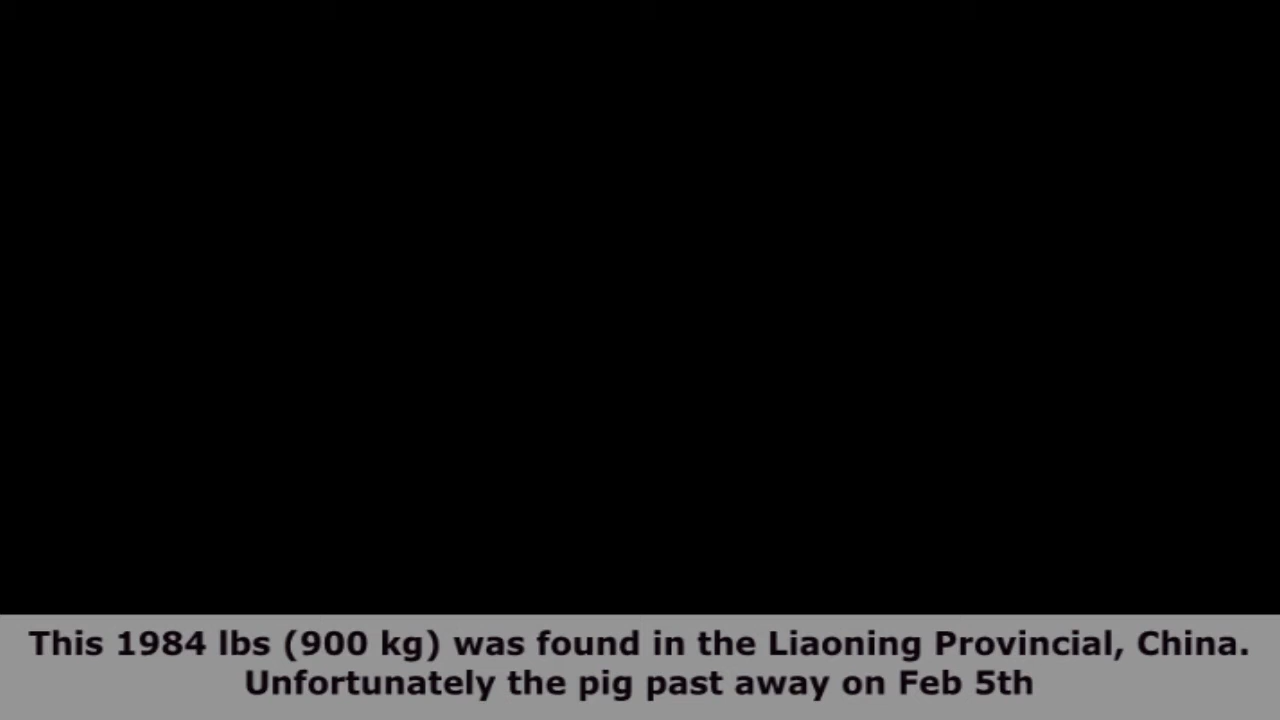 This 1984 lbs (900 kg) was found in the Liaoning Provincial, China.
Unfortunately the pig past away on Feb 5th